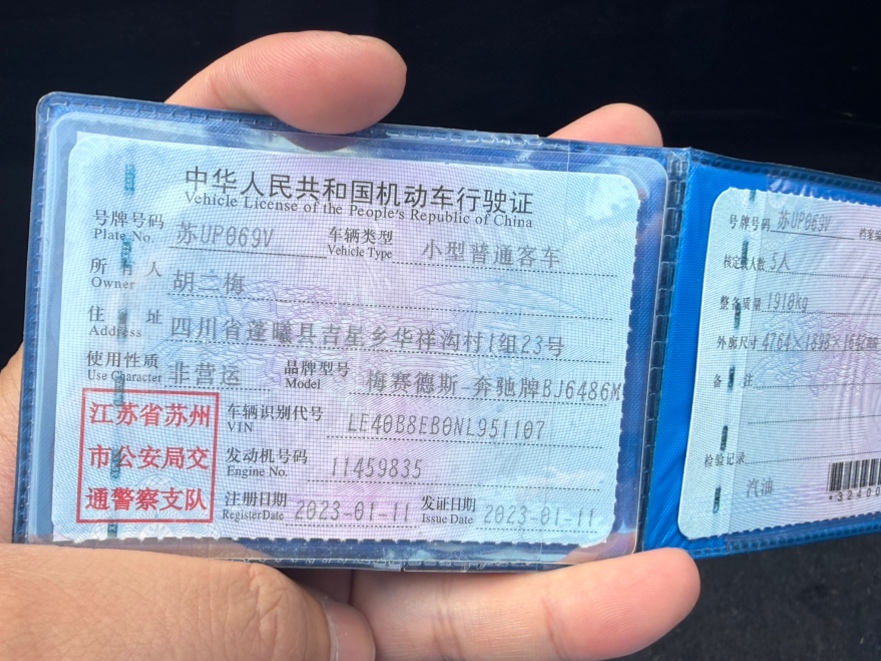 中华人民共和国机动车行驶证
Vehicle License of the People's Republic of China
号牌号码 苏UP069V 车辆类型 小型普通客车
Plate No. Vehicle Type
所有人 胡二梅
Owner
住址 四川省蓬曦县吉星乡华祥沟村1组23号
Address
使用性质 非营运 品牌型号 梅赛德斯-奔驰牌BJ6486M
Use Character Model
江苏省苏州
市公安局交
通警察支队
车辆识别代号 LE40B8EB0NL951107
VIN
发动机号码 11459835
Engine No.
注册日期 2023-01-11 发证日期 2023-01-11
Register Date Issue Date
号牌号码 苏UP069V
核定载人数 5人
整备质量 1918kg
外廓尺寸 4764×1898×
备注
检验记录
汽油